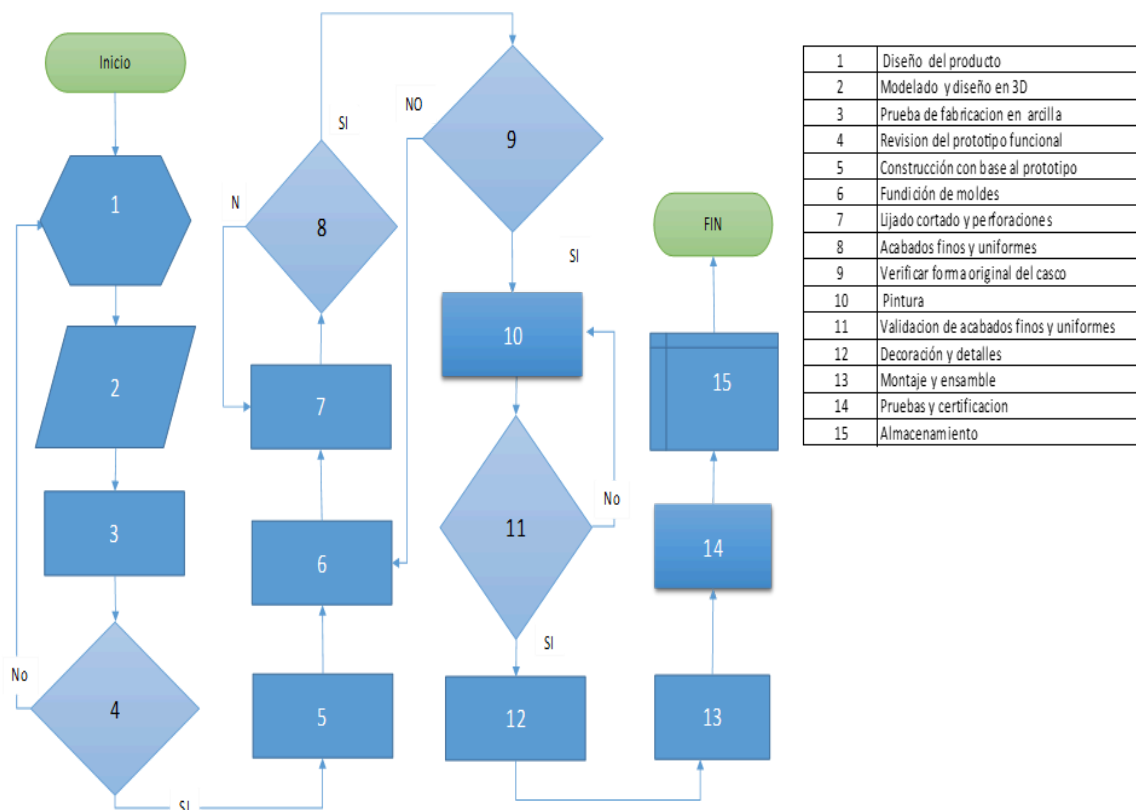 Inicio
1
2
3
4
No
SI
5
6
7
8
N
SI
NO
9
SI
10
11
No
SI
12
13
14
15
FIN
1 Diseño del producto
2 Modelado y diseño en 3D
3 Prueba de fabricacion en arcilla
4 Revision del prototipo funcional
5 Construcción con base al prototipo
6 Fundición de moldes
7 Lijado cortado y perforaciones
8 Acabados finos y uniformes
9 Verificar forma original del casco
10 Pintura
11 Validacion de acabados finos y uniformes
12 Decoración y detalles
13 Montaje y ensamble
14 Pruebas y certificacion
15 Almacenamiento